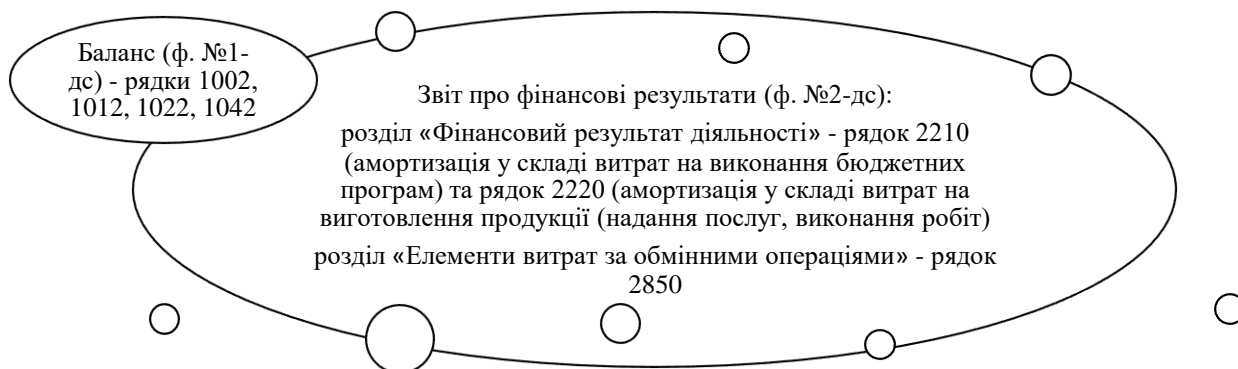 Баланс (ф. №1-
дс) - рядки 1002,
1012, 1022, 1042
Звіт про фінансові результати (ф. №2-дс):
розділ «Фінансовий результат діяльності» - рядок 2210
(амортизація у складі витрат на виконання бюджетних
програм) та рядок 2220 (амортизація у складі витрат на
виготовлення продукції (надання послуг, виконання робіт)
розділ «Елементи витрат за обмінними операціями» - рядок
2850